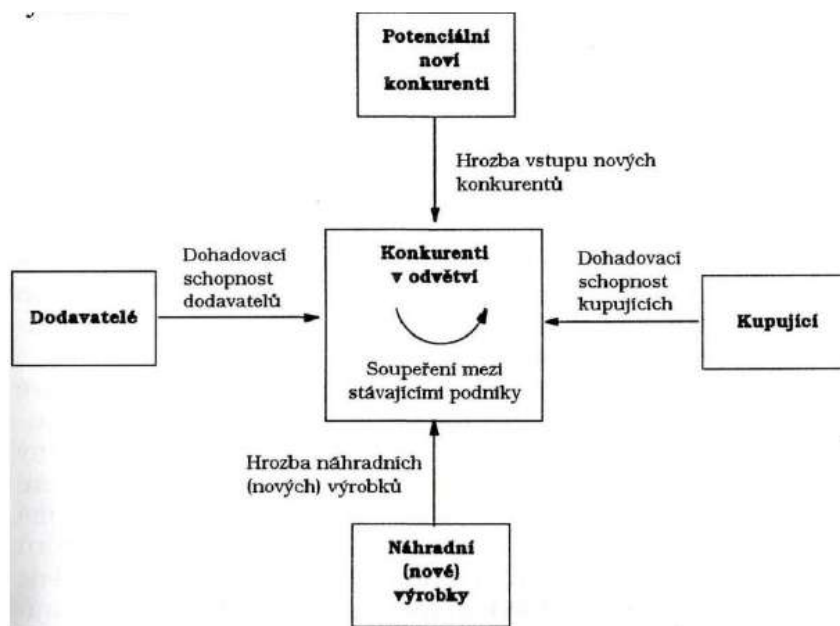 Potenciální
noví
konkurenti
Hrozba vstupu nových
konkurentů
Dohadovací
schopnost
dodavatelů
Konkurenti
v odvětví
Dohadovací
schopnost
kupujících
Dodavatelé
Kupující
Soupeření mezi
stávajícími podniky
Hrozba náhradních
(nových) výrobků
Náhradní
(nové)
výrobky